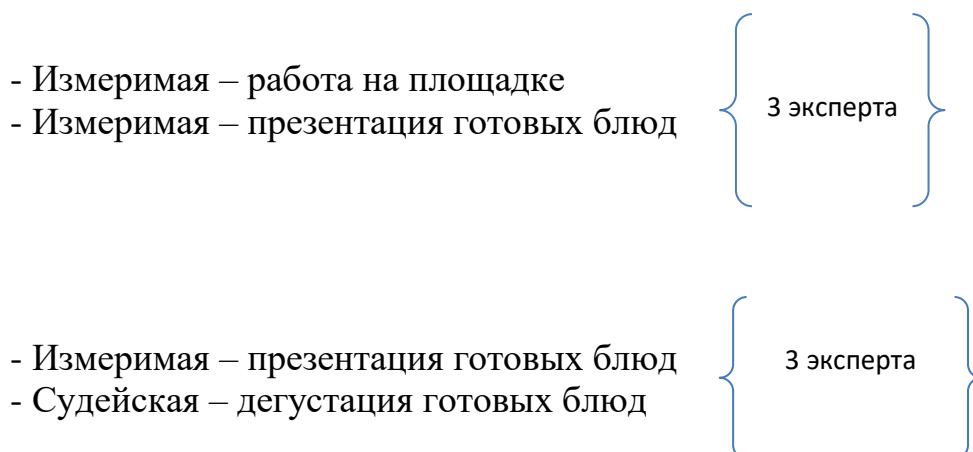 - Измеримая – работа на площадке
- Измеримая – презентация готовых блюд
3 эксперта
- Измеримая – презентация готовых блюд
- Судейская – дегустация готовых блюд
3 эксперта